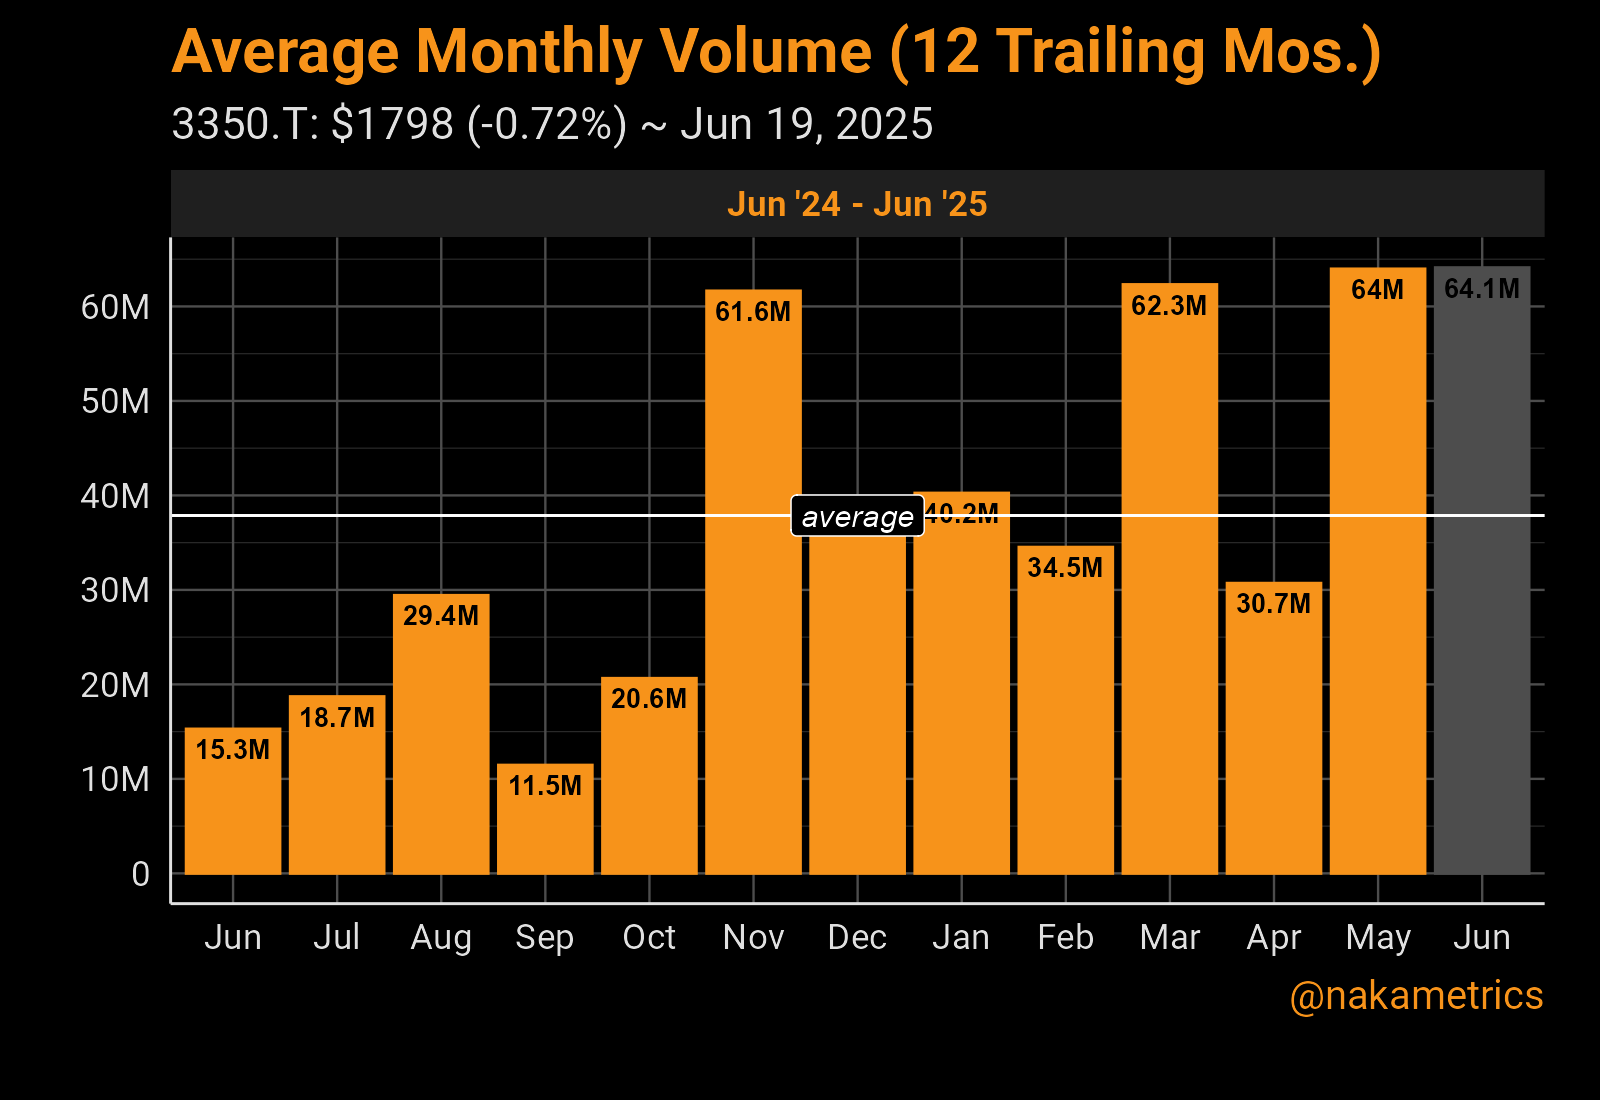 Average Monthly Volume (12 Trailing Mos.)
3350.T: $1798 (-0.72%) ~ Jun 19, 2025
Jun '24 - Jun '25
60M
50M
40M
30M
20M
10M
0
15.3M
18.7M
29.4M
11.5M
20.6M
61.6M
average
40.2M
34.5M
62.3M
30.7M
64M
64.1M
Jun Jul Aug Sep Oct Nov Dec Jan Feb Mar Apr May Jun
@nakametrics